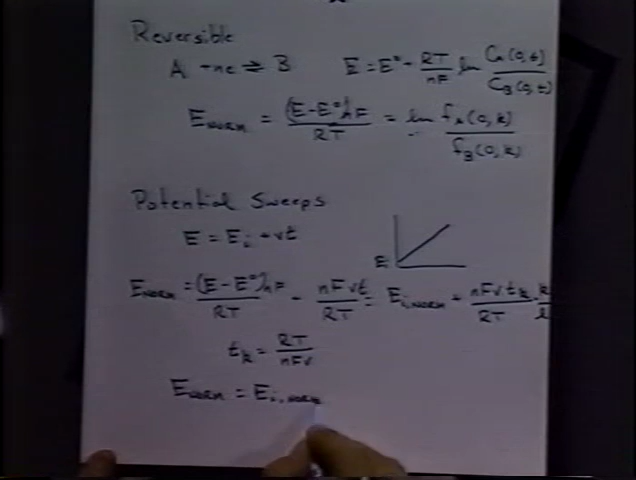 Reversible
A + ne ⇌ B    E = E° - RT/nF ln C_A(0,t)/C_B(0,t)
E_NORM = (E-E°)nF/RT = ln f_A(0,k)/f_B(0,k)
Potential Sweeps
E = E_i + vt
E_i
E_NORM = (E-E°)nF/RT - nFvt/RT = E_i,NORM + nFvt_k/RT · k/l
t_k = RT/nFv
E_NORM = E_i,NORM